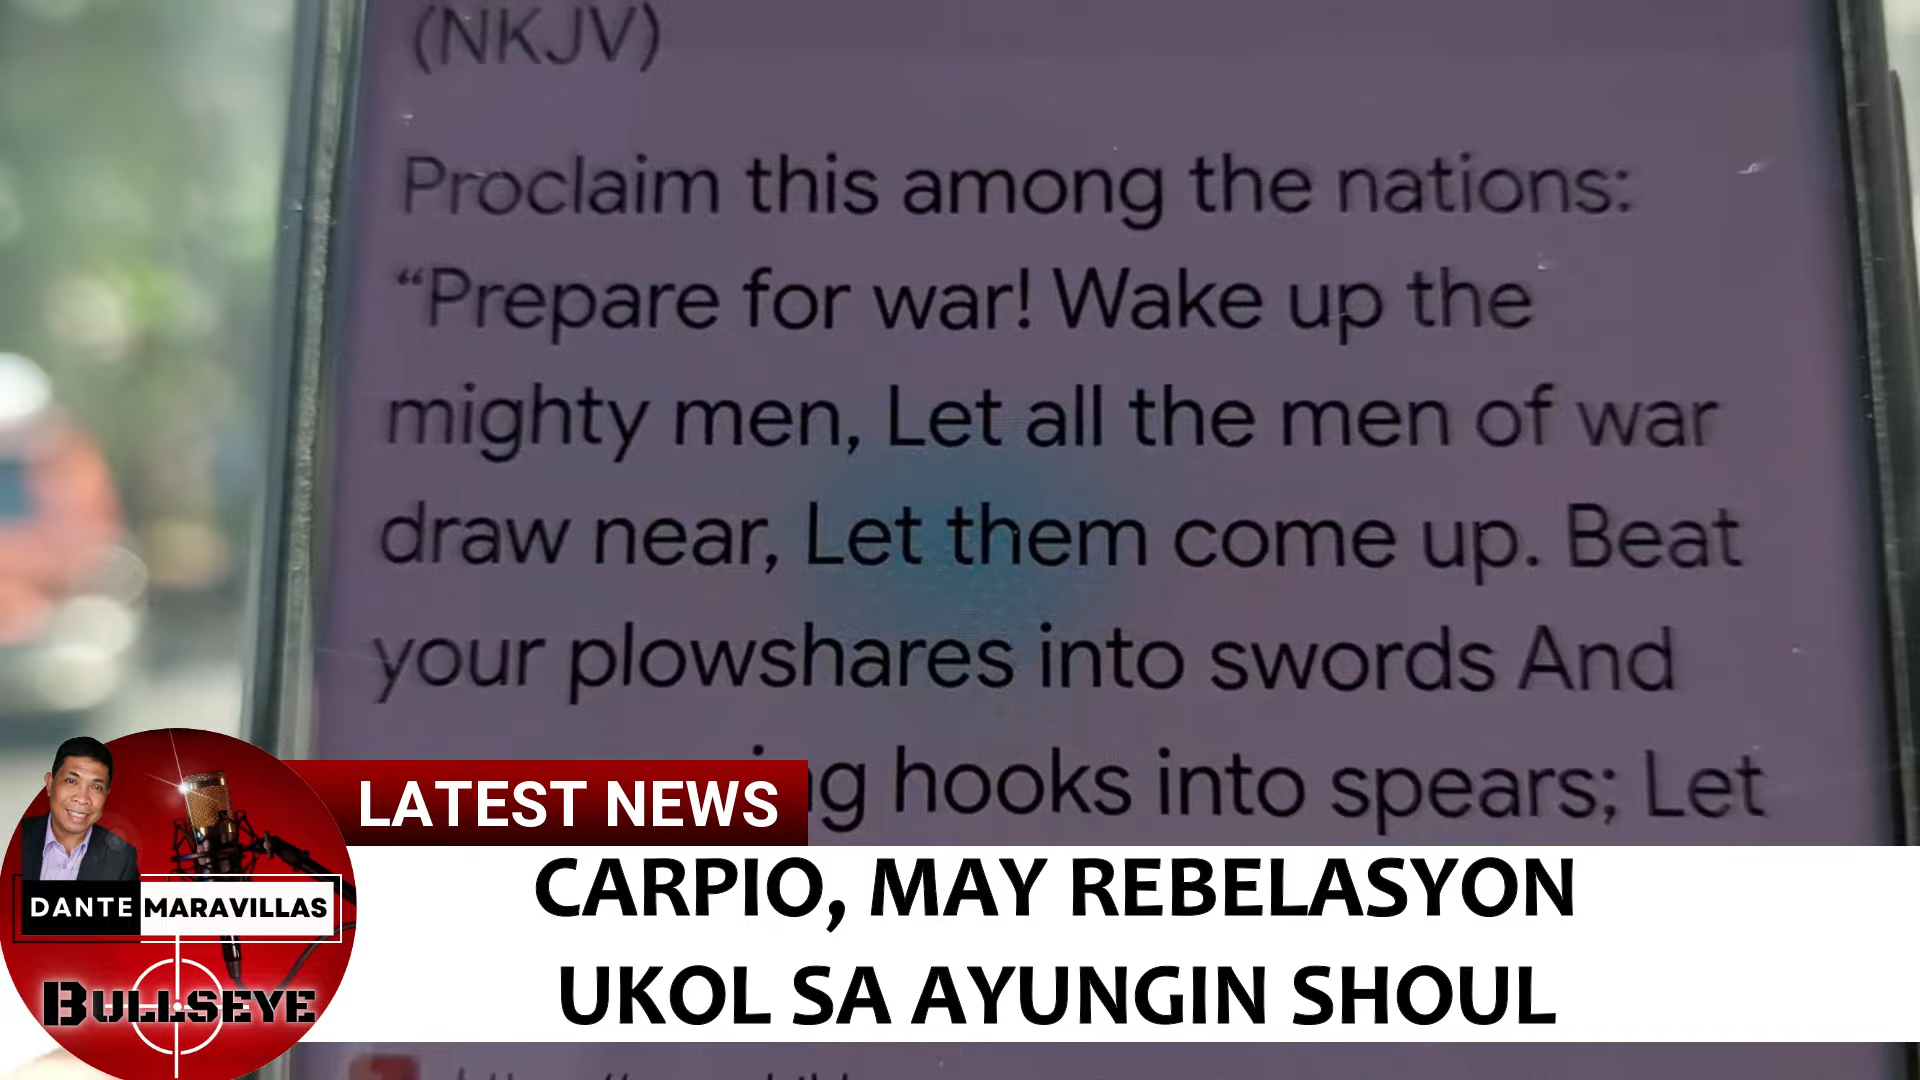 (NKJV)
Proclaim this among the nations:
“Prepare for war! Wake up the
mighty men, Let all the men of war
draw near, Let them come up. Beat
your plowshares into swords And
hooks into spears; Let
LATEST NEWS
DANTE MARAVILLAS
BULLSEYE
CARPIO, MAY REBELASYON
UKOL SA AYUNGIN SHOUL